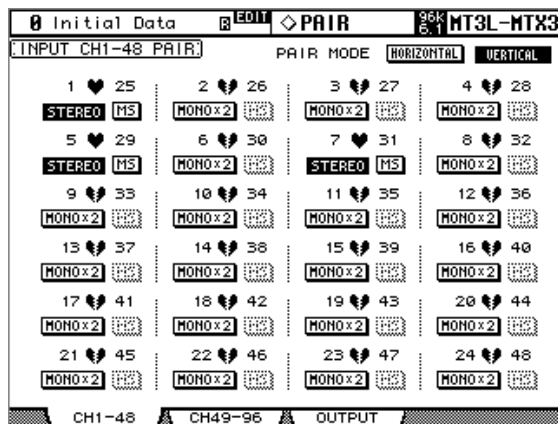 0 Initial Data R EDIT ◇PAIR 96k 6.1 MT3L-MTX3
INPUT CH1-48 PAIR PAIR MODE HORIZONTAL VERTICAL
1 ♥ 25 2 26 3 27 4 28
STEREO MS MONO×2 MS MONO×2 MS MONO×2 MS
5 ♥ 29 6 30 7 ♥ 31 8 32
STEREO MS MONO×2 MS STEREO MS MONO×2 MS
9 33 10 34 11 35 12 36
MONO×2 MS MONO×2 MS MONO×2 MS MONO×2 MS
13 37 14 38 15 39 16 40
MONO×2 MS MONO×2 MS MONO×2 MS MONO×2 MS
17 41 18 42 19 43 20 44
MONO×2 MS MONO×2 MS MONO×2 MS MONO×2 MS
21 45 22 46 23 47 24 48
MONO×2 MS MONO×2 MS MONO×2 MS MONO×2 MS
CH1-48 CH49-96 OUTPUT